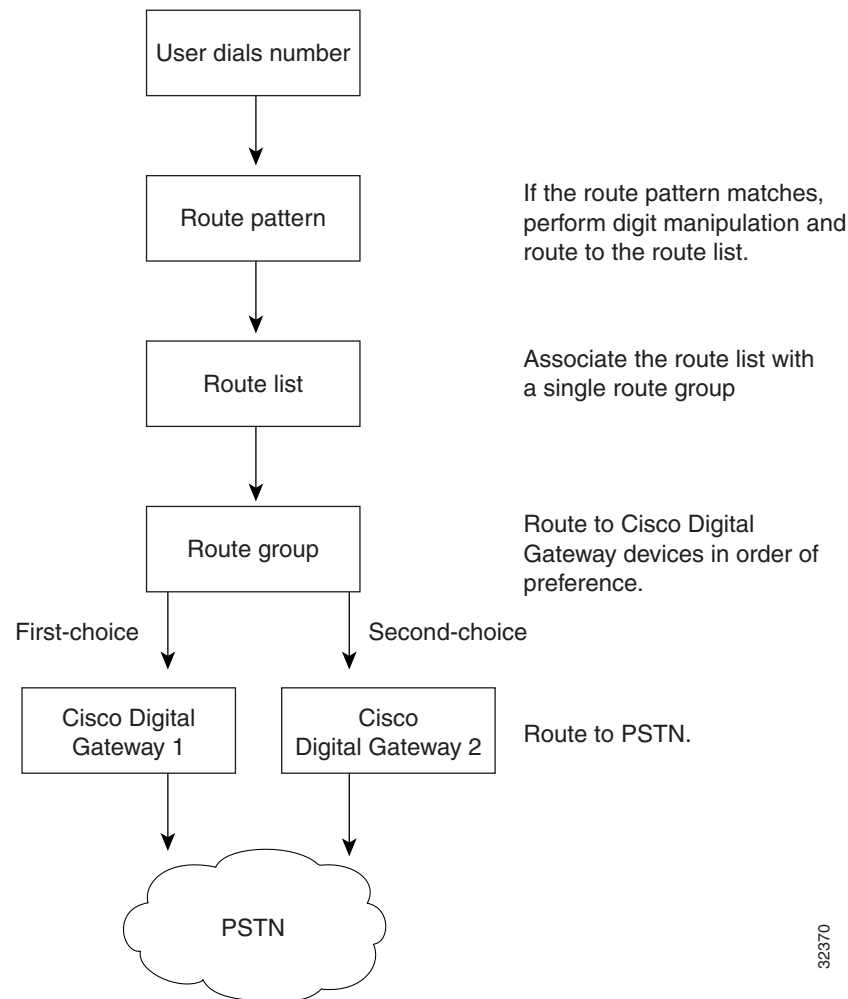 User dials number
Route pattern
If the route pattern matches,
perform digit manipulation and
route to the route list.
Route list
Associate the route list with
a single route group
Route group
Route to Cisco Digital
Gateway devices in order of
preference.
First-choice
Second-choice
Cisco Digital
Gateway 1
Cisco
Digital Gateway 2
Route to PSTN.
PSTN
32370